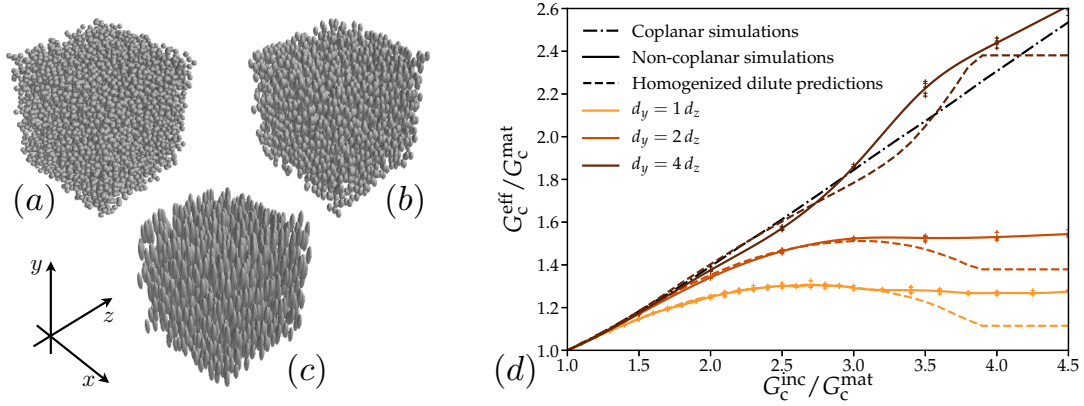 (a)
(b)
(c)
y
z
x
(d)
G_c^eff / G_c^mat
2.6
2.4
2.2
2.0
1.8
1.6
1.4
1.2
1.0
Coplanar simulations
Non-coplanar simulations
Homogenized dilute predictions
d_y = 1 d_z
d_y = 2 d_z
d_y = 4 d_z
1.0 1.5 2.0 2.5 3.0 3.5 4.0 4.5
G_c^inc / G_c^mat